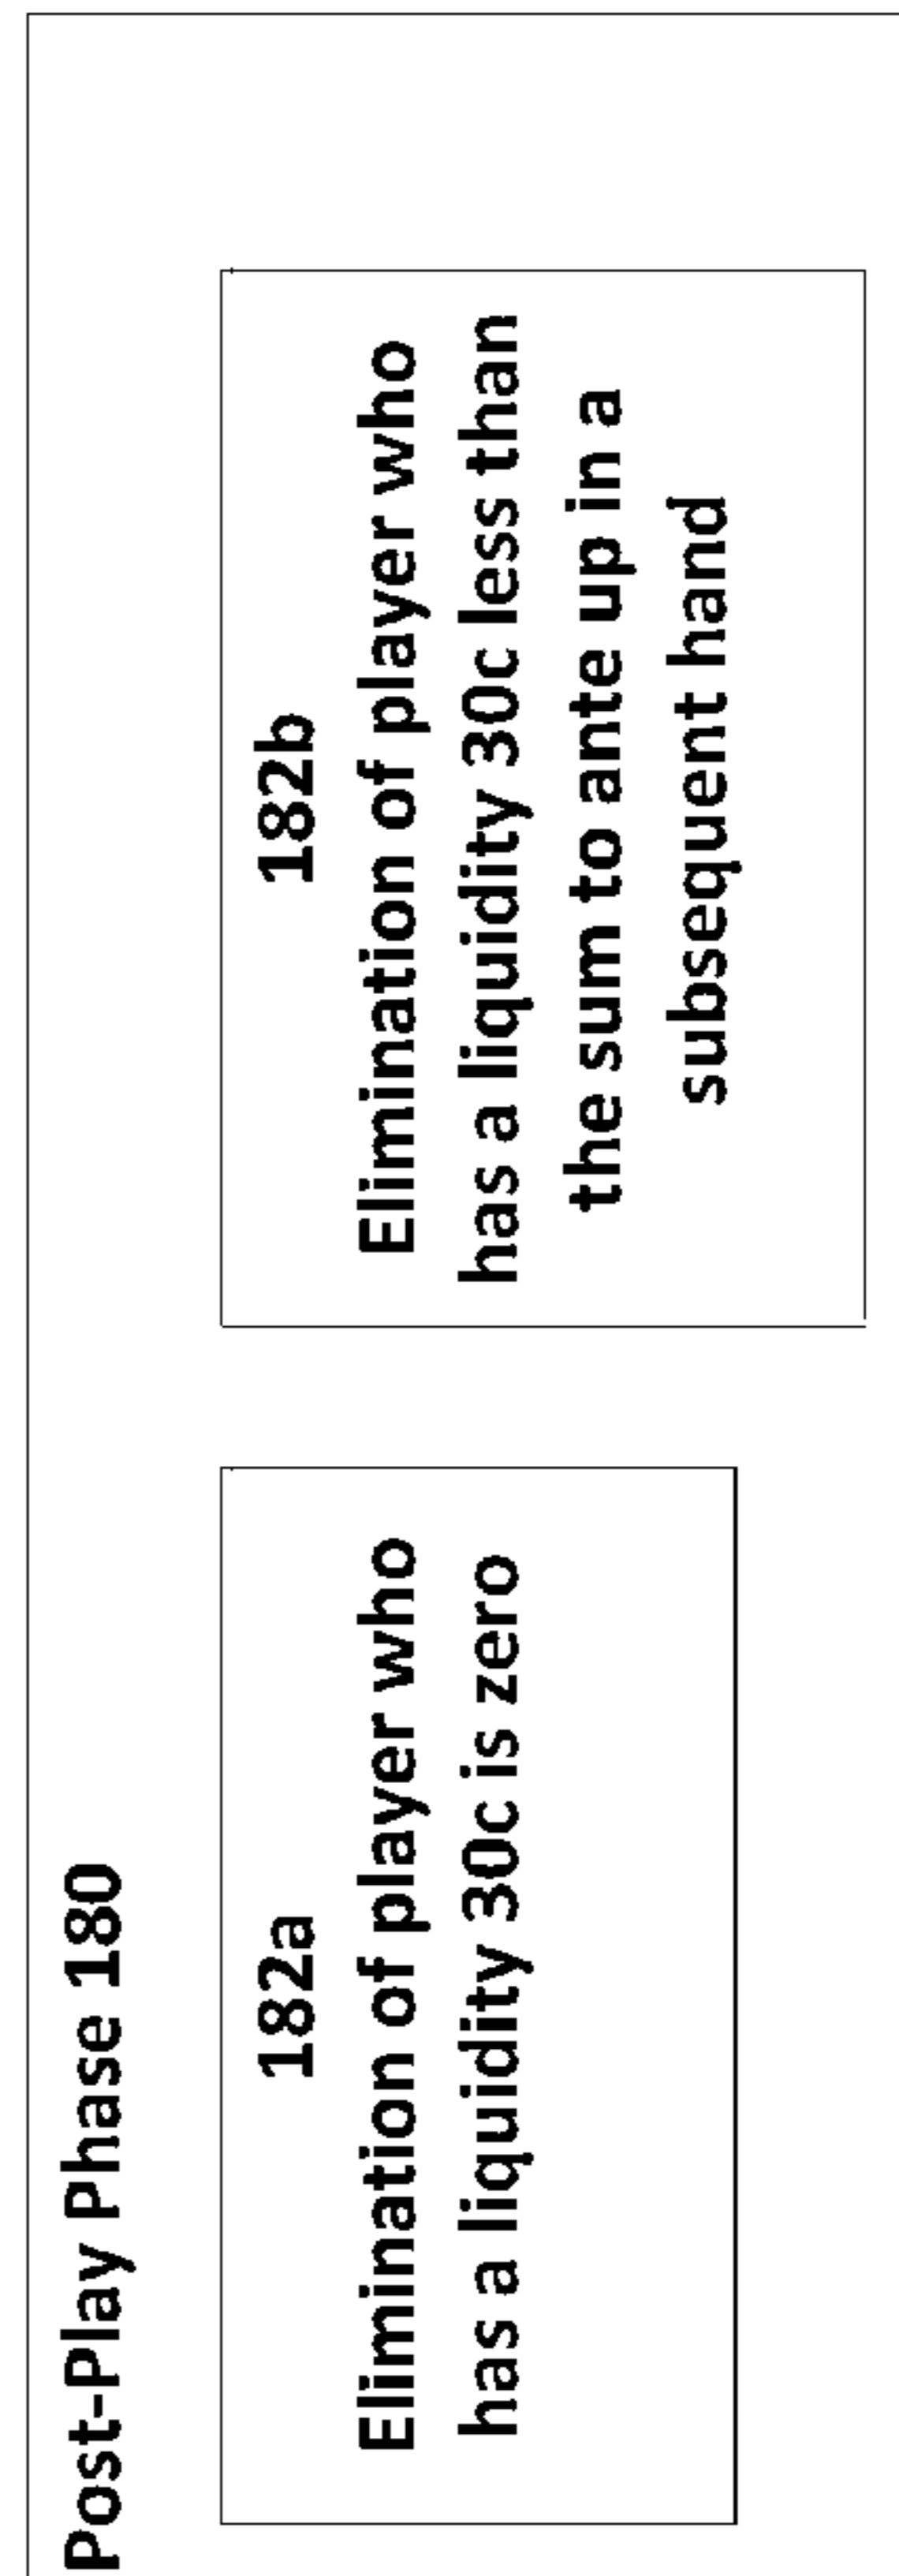 Post-Play Phase 180
182a
Elimination of player who
has a liquidity 30c is zero
182b
Elimination of player who
has a liquidity 30c less than
the sum to ante up in a
subsequent hand